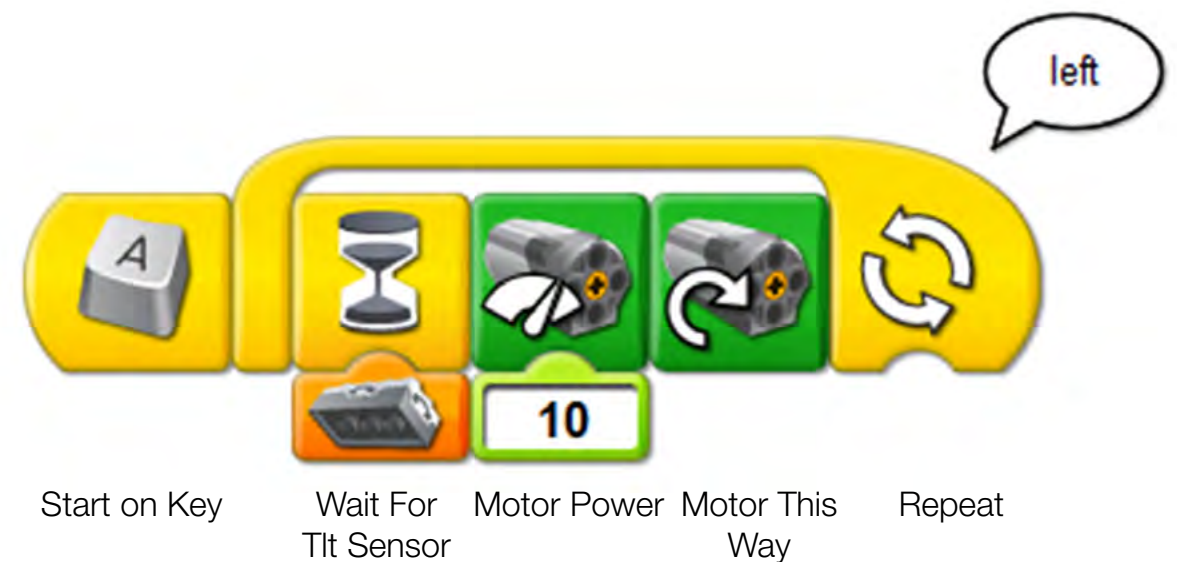 left
A
10
Start on Key
Wait For
Tlt Sensor
Motor Power
Motor This
Way
Repeat